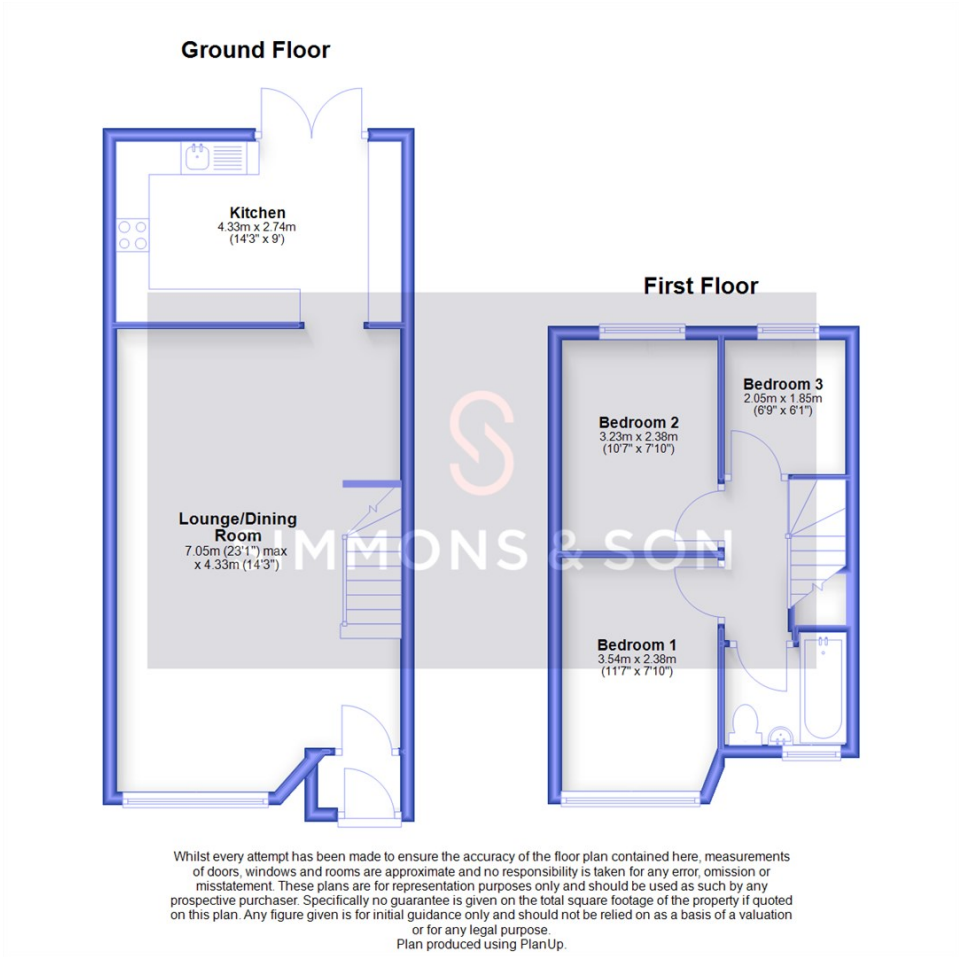 Ground Floor
Kitchen
4.33m x 2.74m
(14'3" x 9')
First Floor
Bedroom 3
2.05m x 1.85m
(6'9" x 6'1")
Bedroom 2
3.23m x 2.38m
(10'7" x 7'10")
Lounge/Dining
Room
7.05m (23'1") max
x 4.33m (14'3")
SIMMONS & SON
Bedroom 1
3.54m x 2.38m
(11'7" x 7'10")
Whilst every attempt has been made to ensure the accuracy of the floor plan contained here, measurements
of doors, windows and rooms are approximate and no responsibility is taken for any error, omission or
misstatement. These plans are for representation purposes only and should be used as such by any
prospective purchaser. Specifically no guarantee is given on the total square footage of the property if quoted
on this plan. Any figure given is for initial guidance only and should not be relied on as a basis of a valuation
or for any legal purpose.
Plan produced using PlanUp.